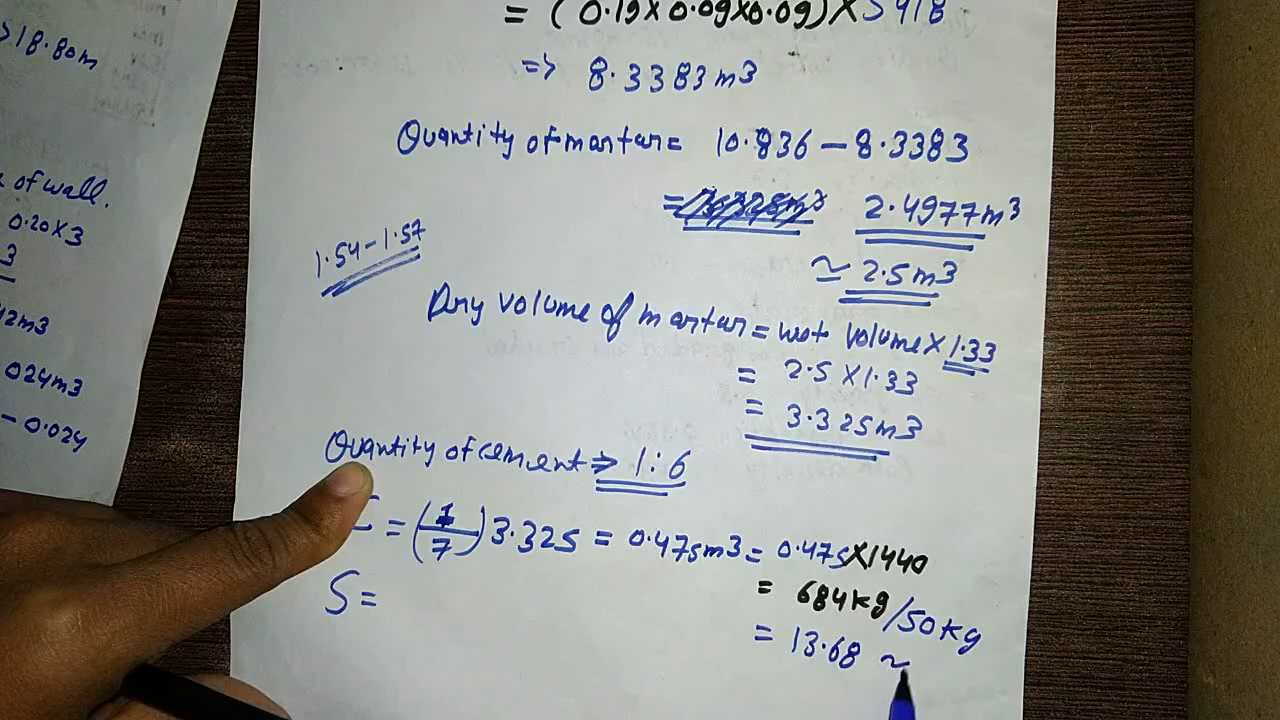 >18.80m
of wall.
0.20×3
3
12m3
024m3
- 0.024
= (0.19×0.09×0.09)×5418
=> 8.3383m3
Quantity of mortar = 10.836 - 8.3383
= 2.4977m3
≃ 2.5m3
1.54-1.57
Dry volume of mortar = wet volume × 1.33
= 2.5×1.33
= 3.325m3
Quantity of cement => 1:6
= (1/7) 3.325 = 0.475m3 = 0.475×1440
= 684kg/50kg
S =
= 13.68 ~